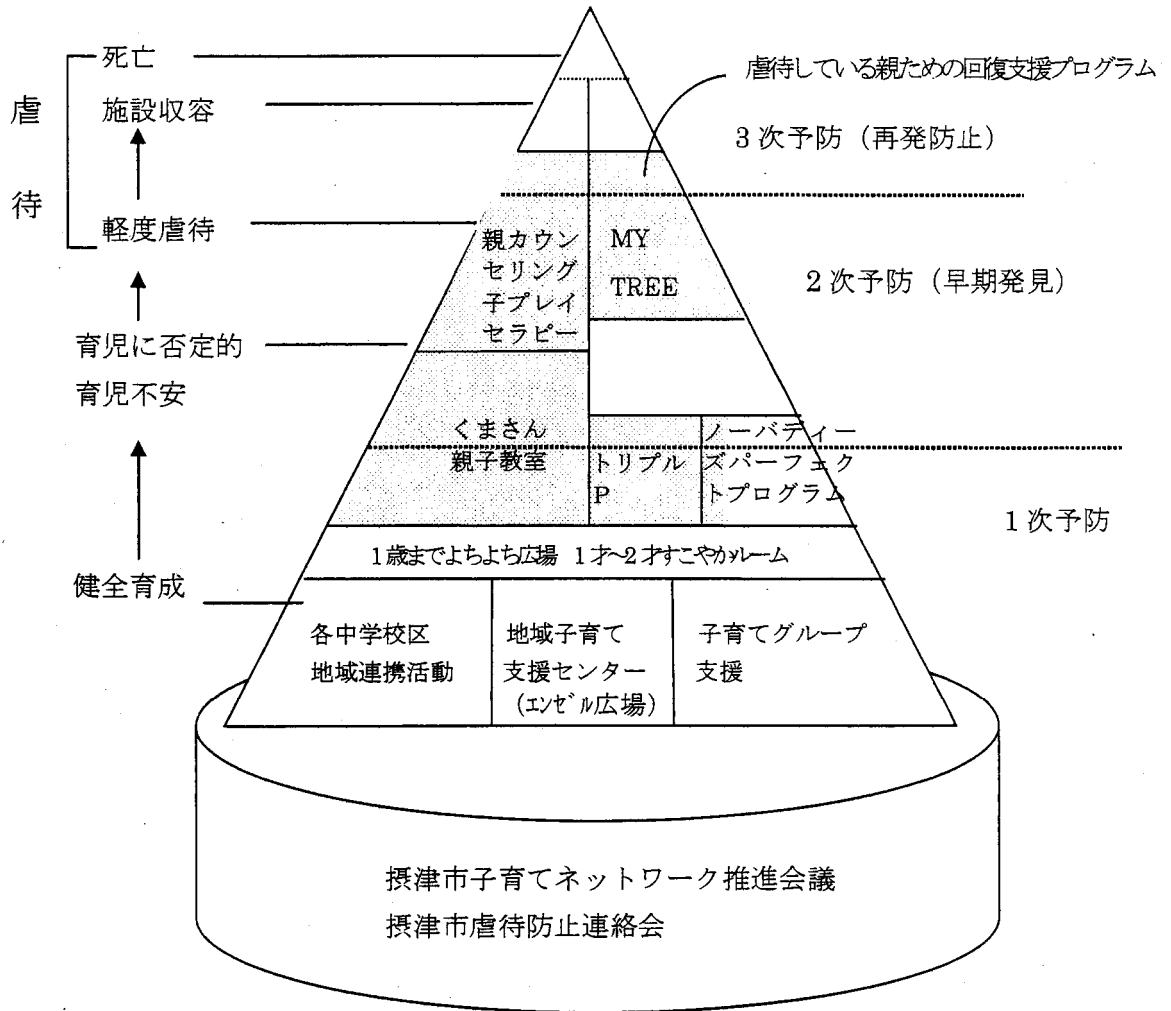 死亡
施設収容
虐
待
軽度虐待
育児に否定的
育児不安
健全育成
虐待している親ための回復支援プログラム
3次予防（再発防止）
2次予防（早期発見）
1次予防
親カウン
セリング
子プレイ
セラピー
MY
TREE
くまさん
親子教室
トリプル
P
ノーバディー
ズパーフェク
トプログラム
1歳までよちよち広場 1才～2才すこやかルーム
各中学校区
地域連携活動
地域子育て
支援センター
（エンゼル広場）
子育てグループ
支援
摂津市子育てネットワーク推進会議
摂津市虐待防止連絡会